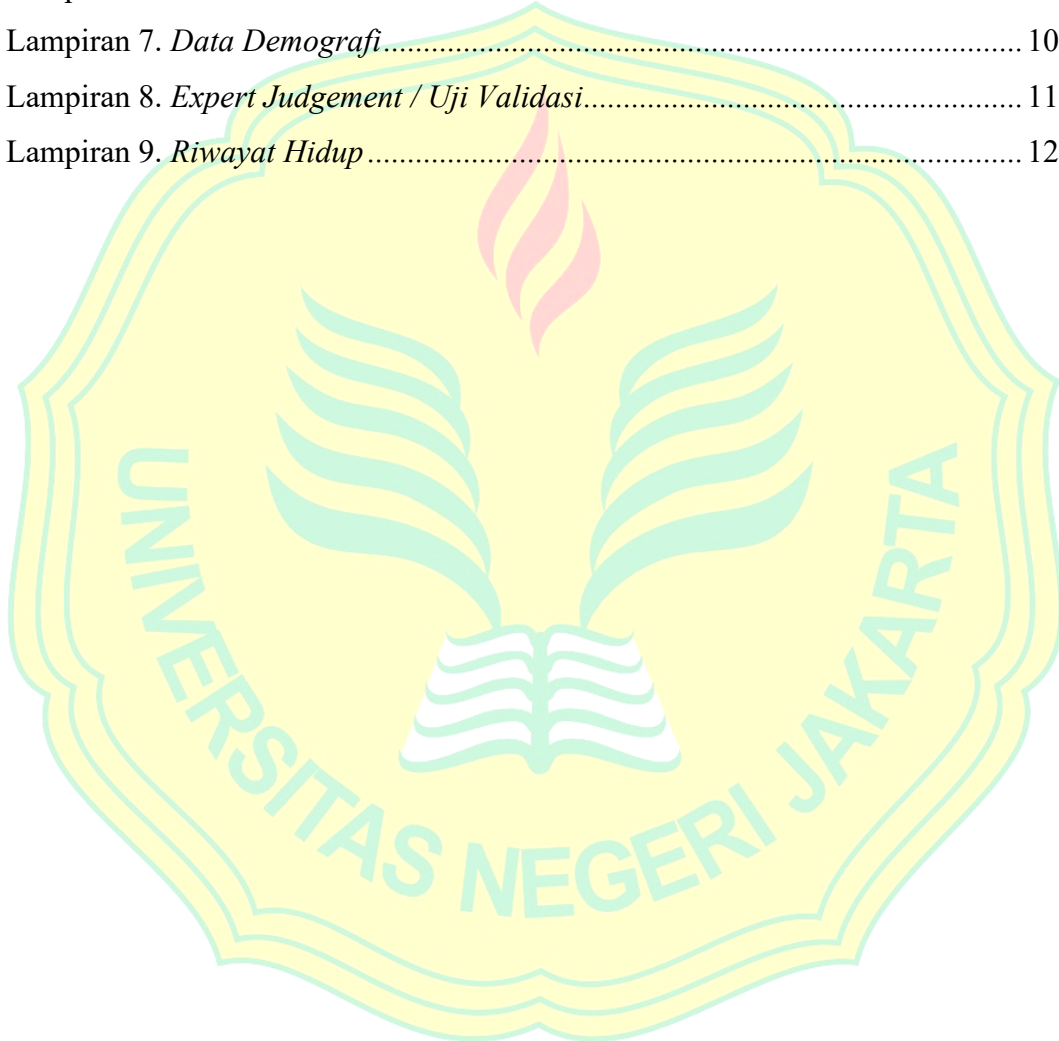 Lampiran 7. Data Demografi........................................................................................... 10
Lampiran 8. Expert Judgement / Uji Validasi............................................................... 11
Lampiran 9. Riwayat Hidup............................................................................................. 12
UNIVERSITAS NEGERI JAKARTA